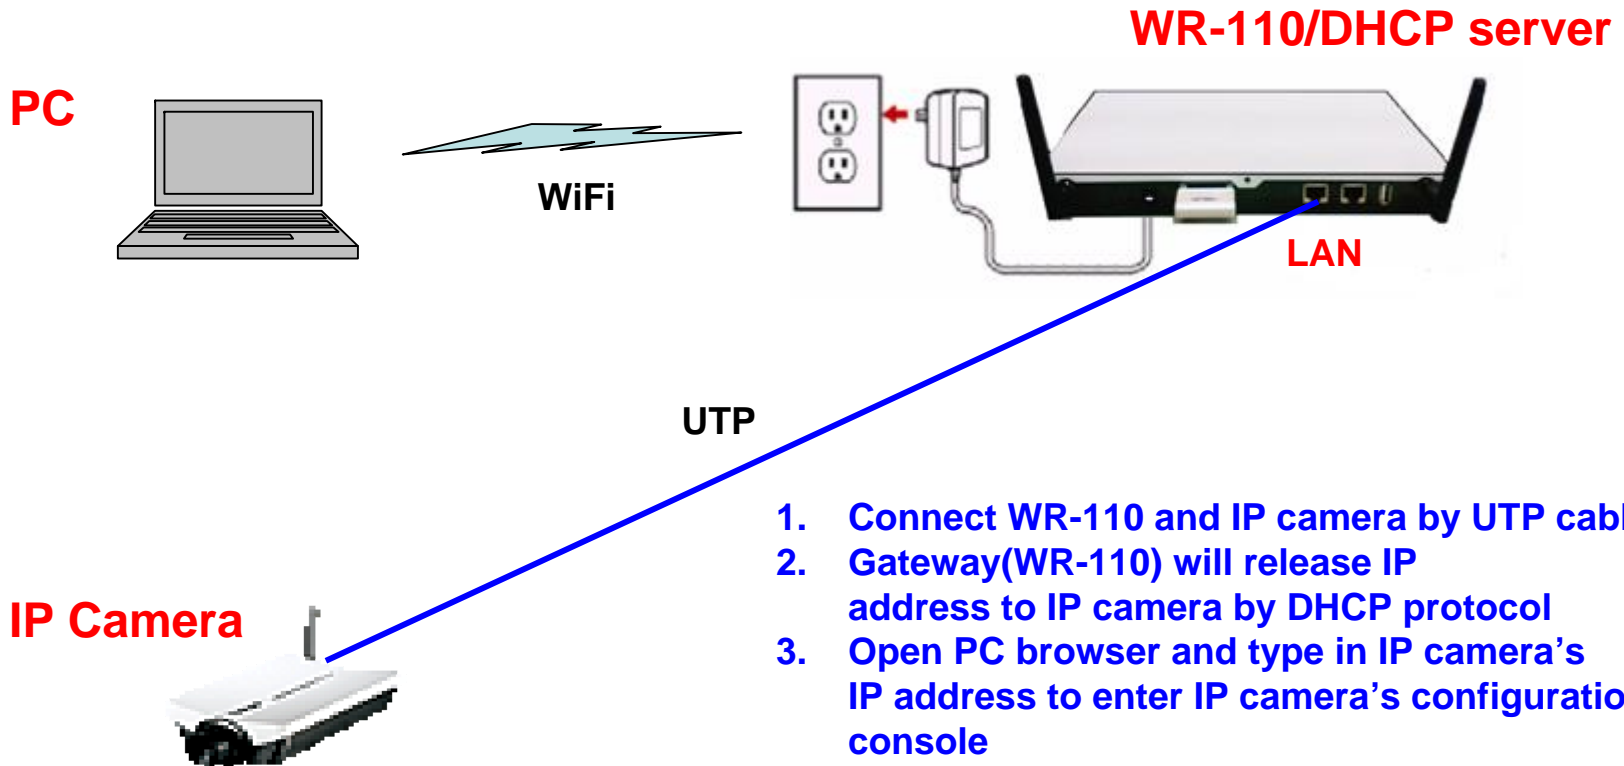 WR-110/DHCP server
PC
WiFi
LAN
UTP
1. Connect WR-110 and IP camera by UTP cabl
2. Gateway(WR-110) will release IP
address to IP camera by DHCP protocol
3. Open PC browser and type in IP camera’s
IP address to enter IP camera’s configuratio
console
IP Camera